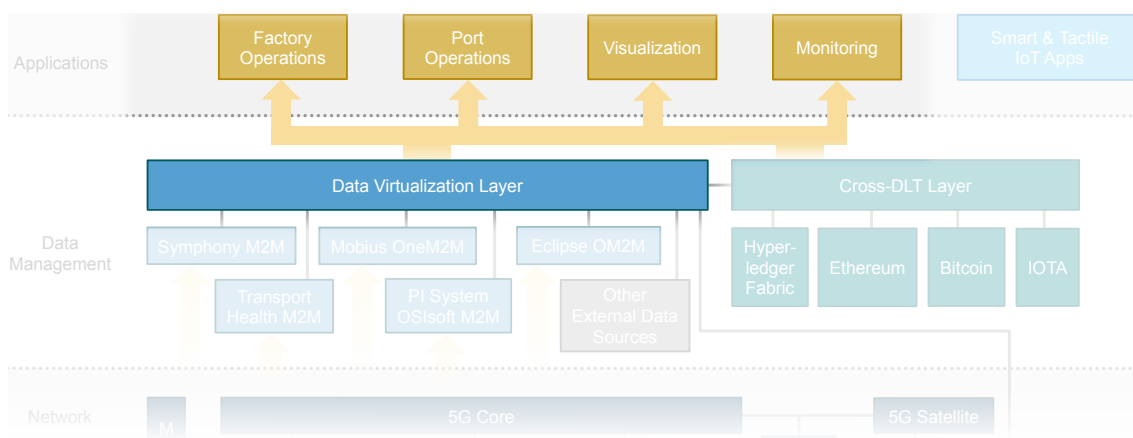 Applications
Factory
Operations
Port
Operations
Visualization
Monitoring
Smart & Tactile
IoT Apps
Data Virtualization Layer
Cross-DLT Layer
Data
Management
Symphony M2M
Mobius OneM2M
Eclipse OM2M
Hyper-
ledger
Fabric
Ethereum
Bitcoin
IOTA
Transport
Health M2M
PI System
OSIsoft M2M
Other
External Data
Sources
Network
M
5G Core
5G Satellite